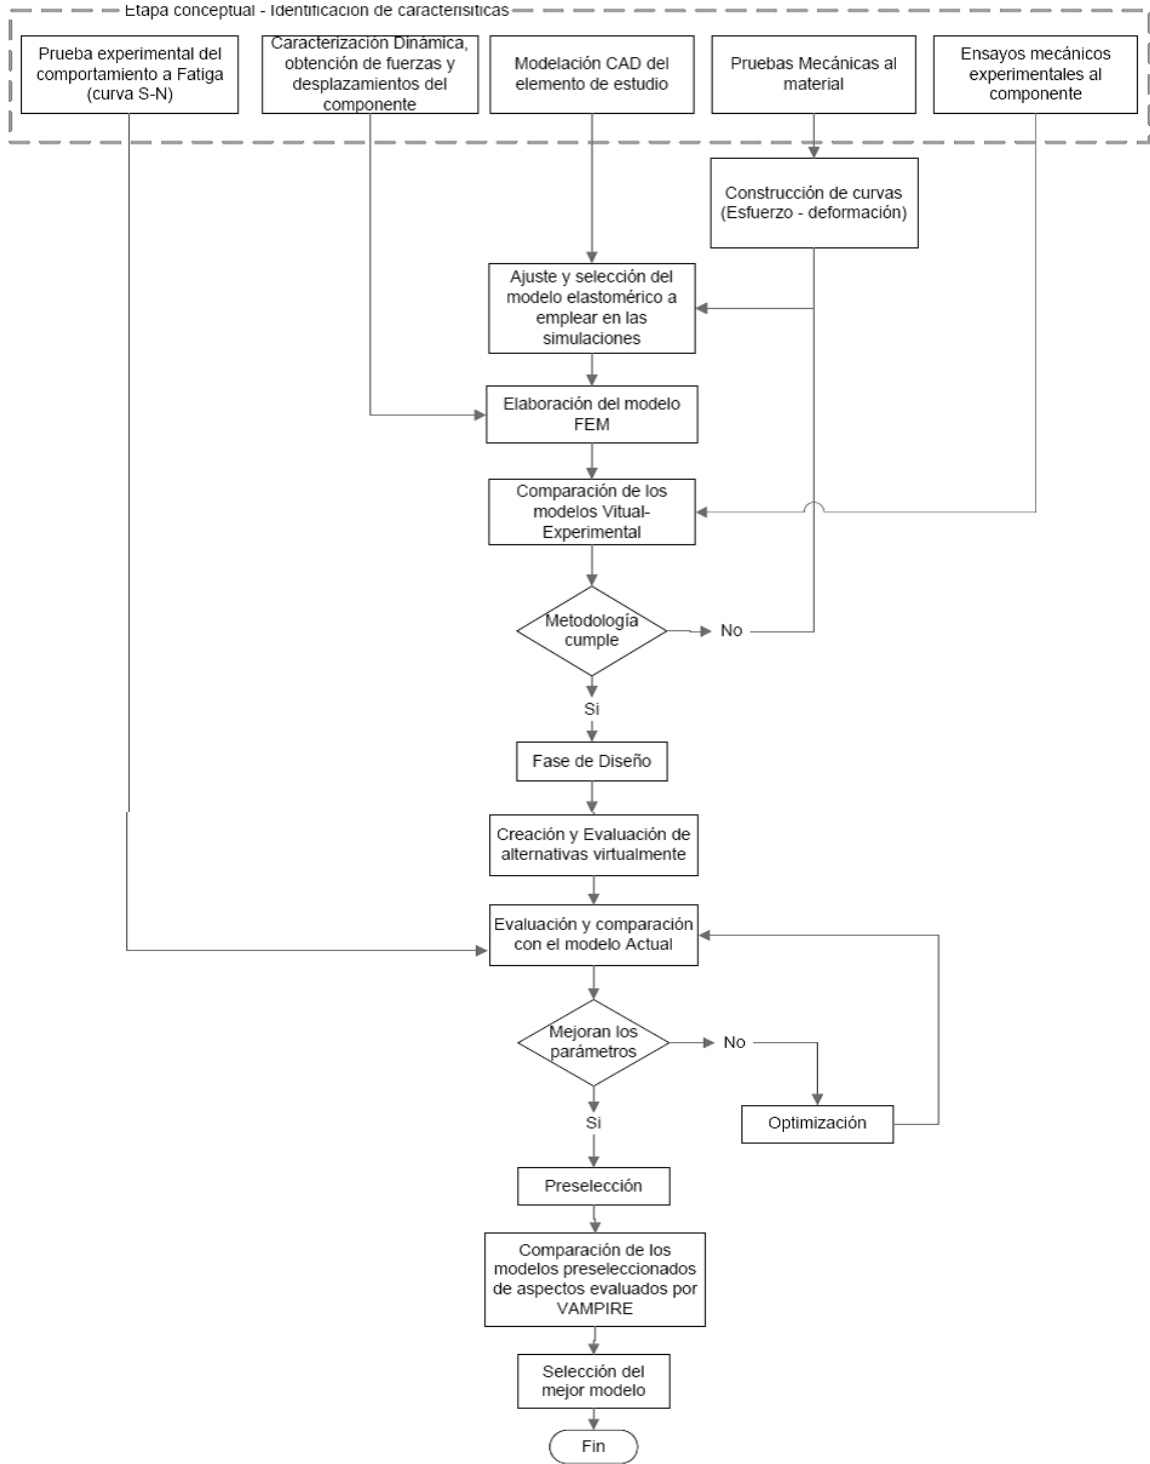 Etapa conceptual - Identificación de caracterisiticas
Prueba experimental del
comportamiento a Fatiga
(curva S-N)
Caracterización Dinámica,
obtención de fuerzas y
desplazamientos del
componente
Modelación CAD del
elemento de estudio
Pruebas Mecánicas al
material
Ensayos mecánicos
experimentales al
componente
Construcción de curvas
(Esfuerzo - deformación)
Ajuste y selección del
modelo elastomérico a
emplear en las
simulaciones
Elaboración del modelo
FEM
Comparación de los
modelos Vitual-
Experimental
Metodología
cumple
No
Si
Fase de Diseño
Creación y Evaluación de
alternativas virtualmente
Evaluación y comparación
con el modelo Actual
Mejoran los
parámetros
No
Optimización
Si
Preselección
Comparación de los
modelos preseleccionados
de aspectos evaluados por
VAMPIRE
Selección del
mejor modelo
Fin